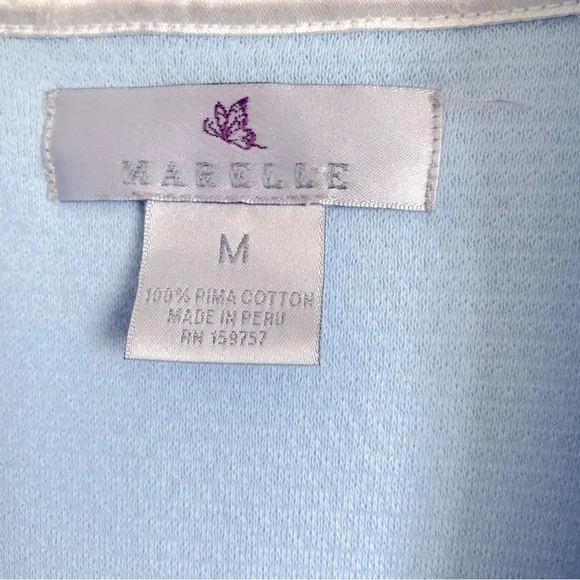 MARELLE
M
100% PIMA COTTON
MADE IN PERU
RN 159757